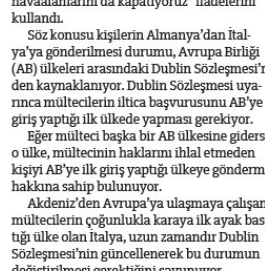 havaalanlarını da kapatıyoruz" ifadelerini
kullandı.
Söz konusu kişilerin Almanya'dan İtal-
ya'ya gönderilmesi durumu, Avrupa Birliği
(AB) ülkeleri arasındaki Dublin Sözleşmesi'n
den kaynaklanıyor. Dublin Sözleşmesi uya-
rınca mültecilerin iltica başvurusunu AB'ye
giriş yaptığı ilk ülkede yapması gerekiyor.
Eğer mülteci başka bir AB ülkesine giders
o ülke, mültecinin haklarını ihlal etmeden
kişiyi AB'ye ilk giriş yaptığı ülkeye gönderm
hakkına sahip bulunuyor.
Akdeniz'den Avrupa'ya ulaşmaya çalışan
mültecilerin çoğunlukla karaya ilk ayak bas
tığı ülke olan İtalya, uzun zamandır Dublin
Sözleşmesi'nin güncellenerek bu durumun
değiştirilmesi gerektiğini savunuyor.